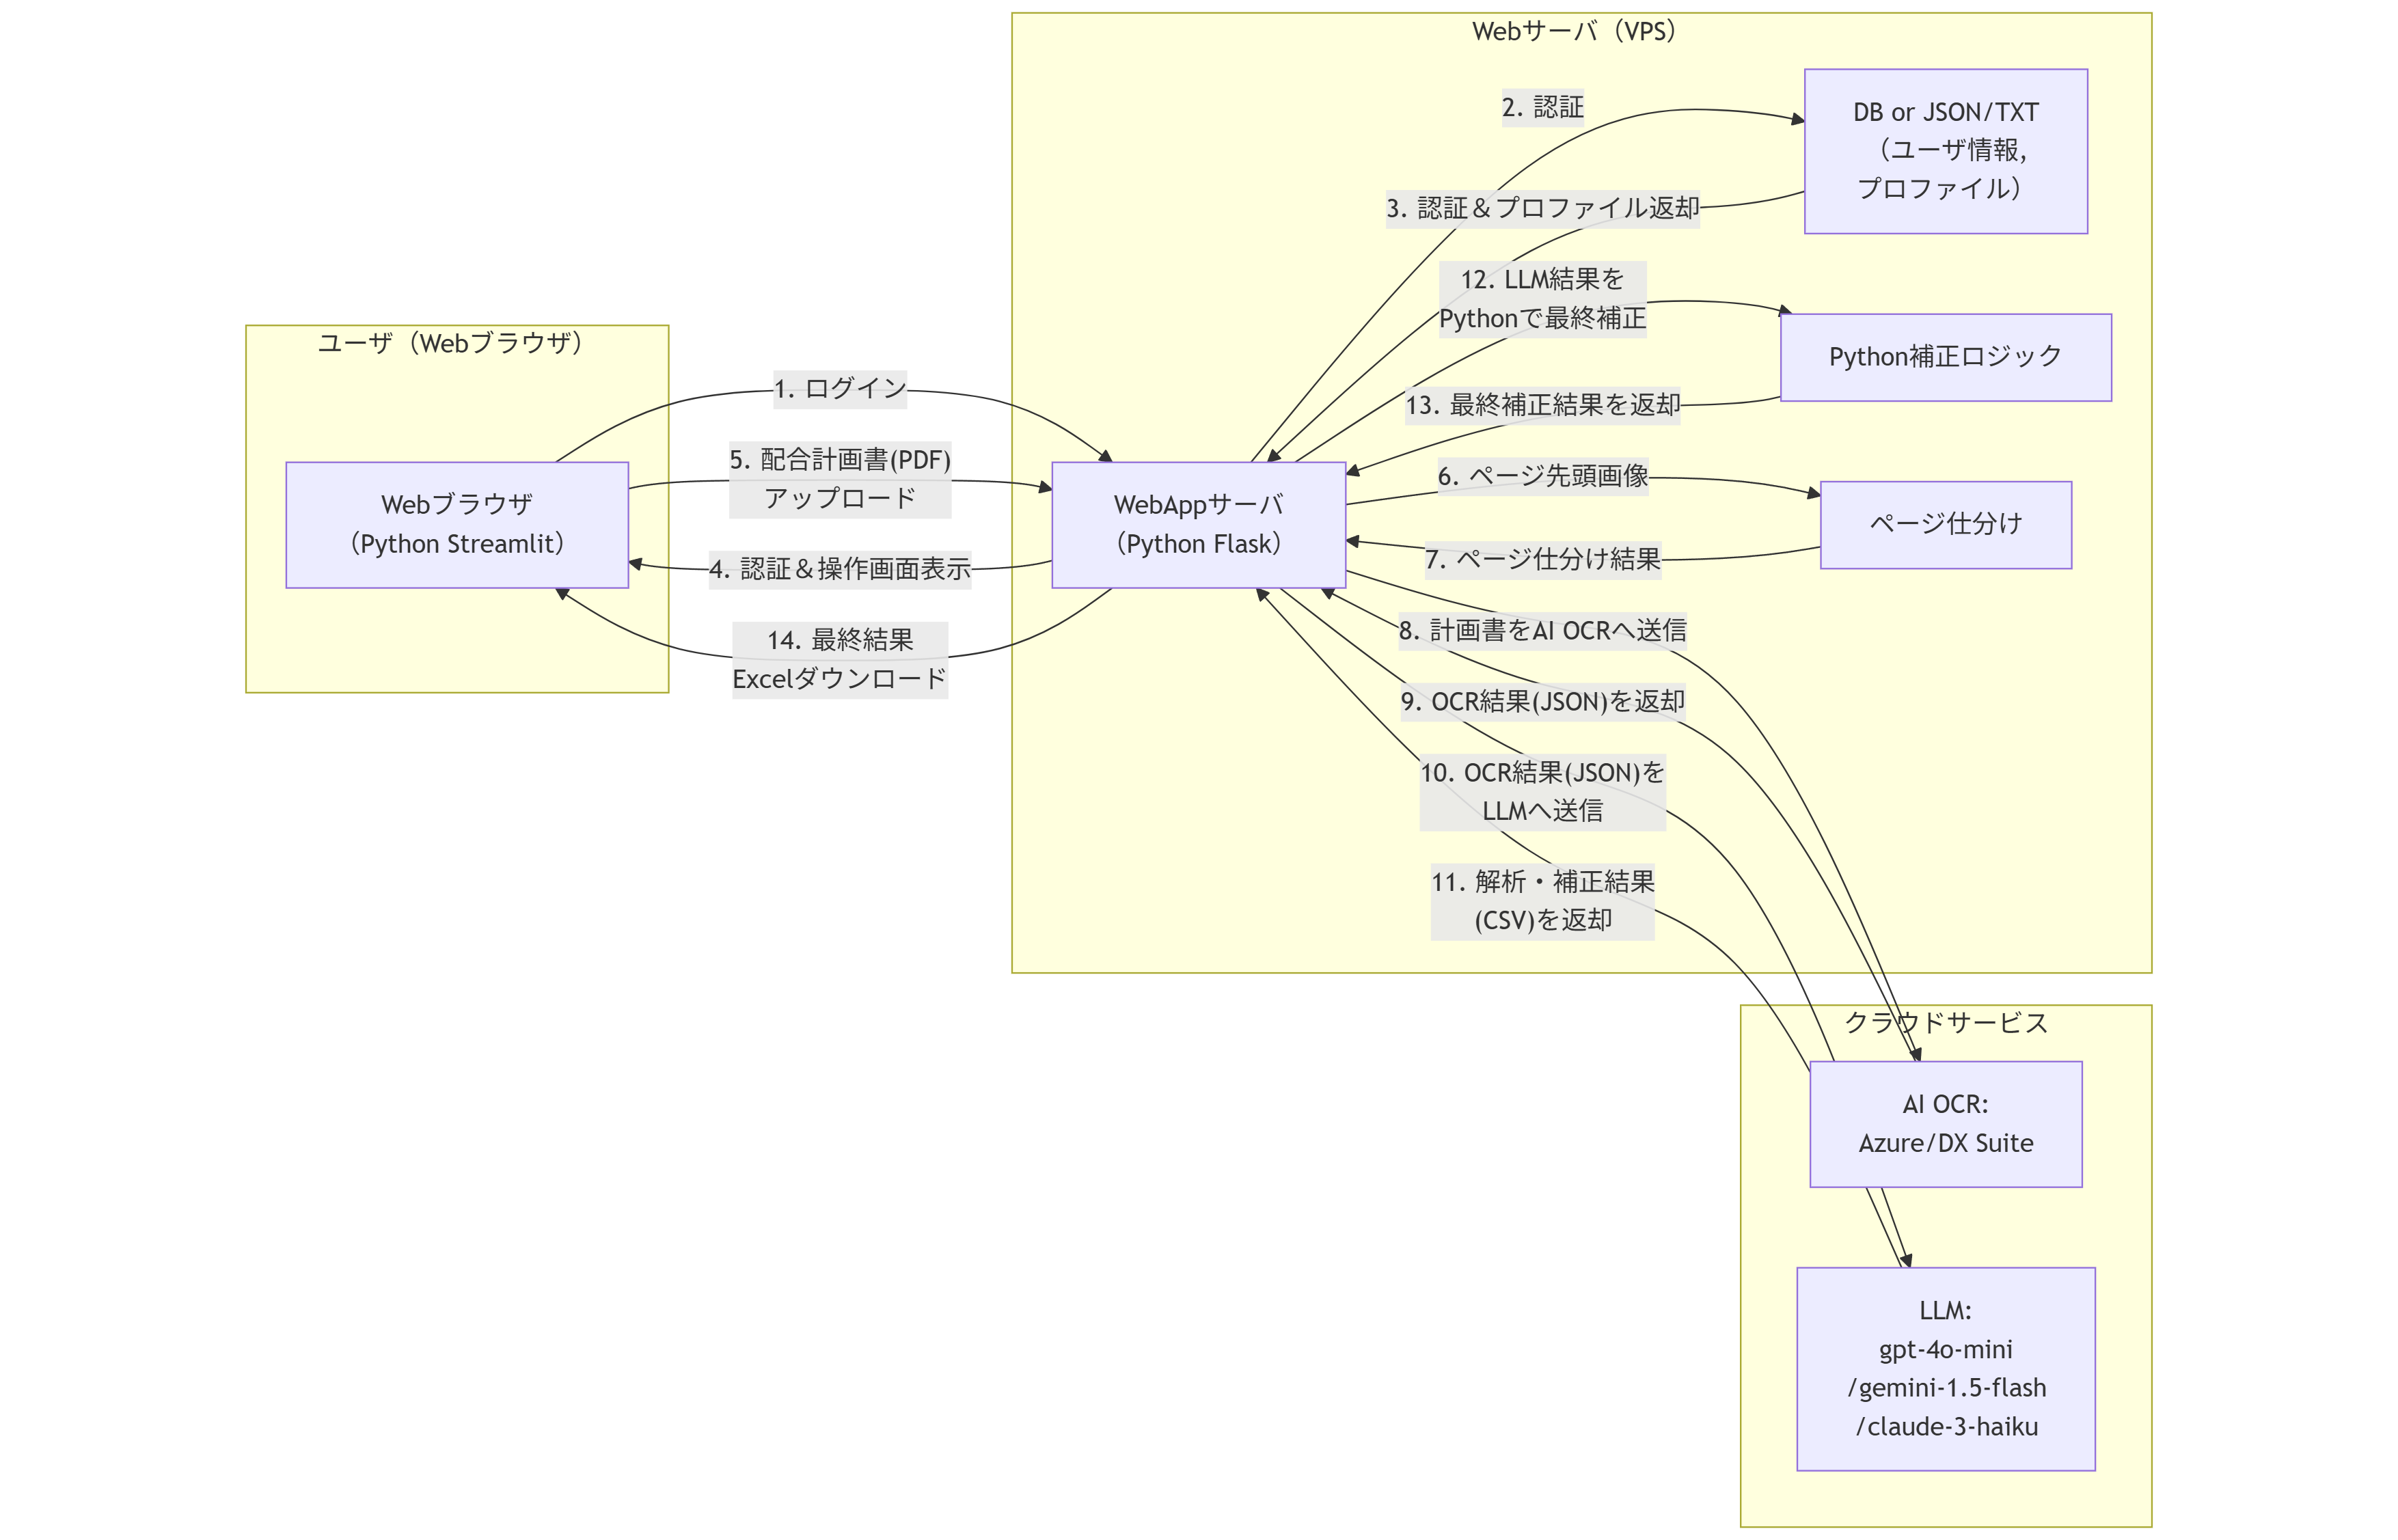 Webサーバ（VPS）
DB or JSON/TXT
（ユーザ情報,
プロファイル）
2. 認証
3. 認証＆プロファイル返却
12. LLM結果を
Pythonで最終補正
Python補正ロジック
13. 最終補正結果を返却
ユーザ（Webブラウザ）
1. ログイン
5. 配合計画書(PDF)
アップロード
Webブラウザ
（Python Streamlit）
4. 認証＆操作画面表示
14. 最終結果
Excelダウンロード
WebAppサーバ
（Python Flask）
6. ページ先頭画像
ページ仕分け
7. ページ仕分け結果
8. 計画書をAI OCRへ送信
9. OCR結果(JSON)を返却
10. OCR結果(JSON)を
LLMへ送信
11. 解析・補正結果
(CSV)を返却
クラウドサービス
AI OCR:
Azure/DX Suite
LLM:
gpt-4o-mini
/gemini-1.5-flash
/claude-3-haiku